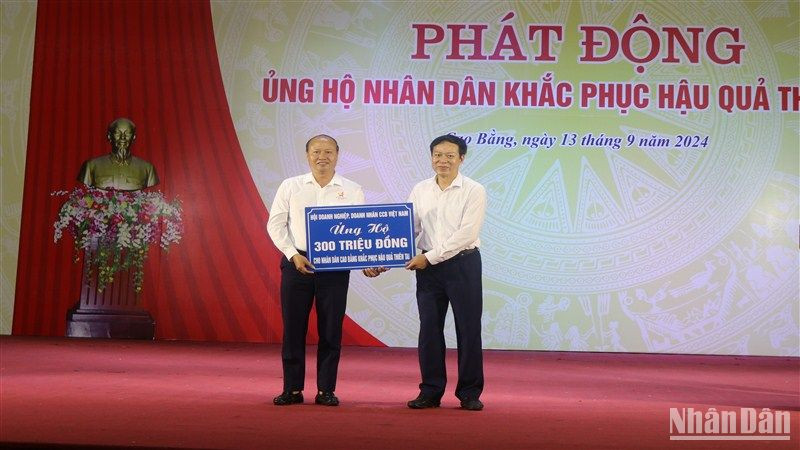 PHÁT ĐỘNG
ỦNG HỘ NHÂN DÂN KHẮC PHỤC HẬU QUẢ TH
Cao Bằng, ngày 13 tháng 9 năm 2024
HỘI DOANH NGHIỆP, DOANH NHÂN CCB VIỆT NAM
Ủng Hộ
300 TRIỆU ĐỒNG
CHO NHÂN DÂN CAO BẰNG KHẮC PHỤC HẬU QUẢ THIÊN TAI
NhânDân